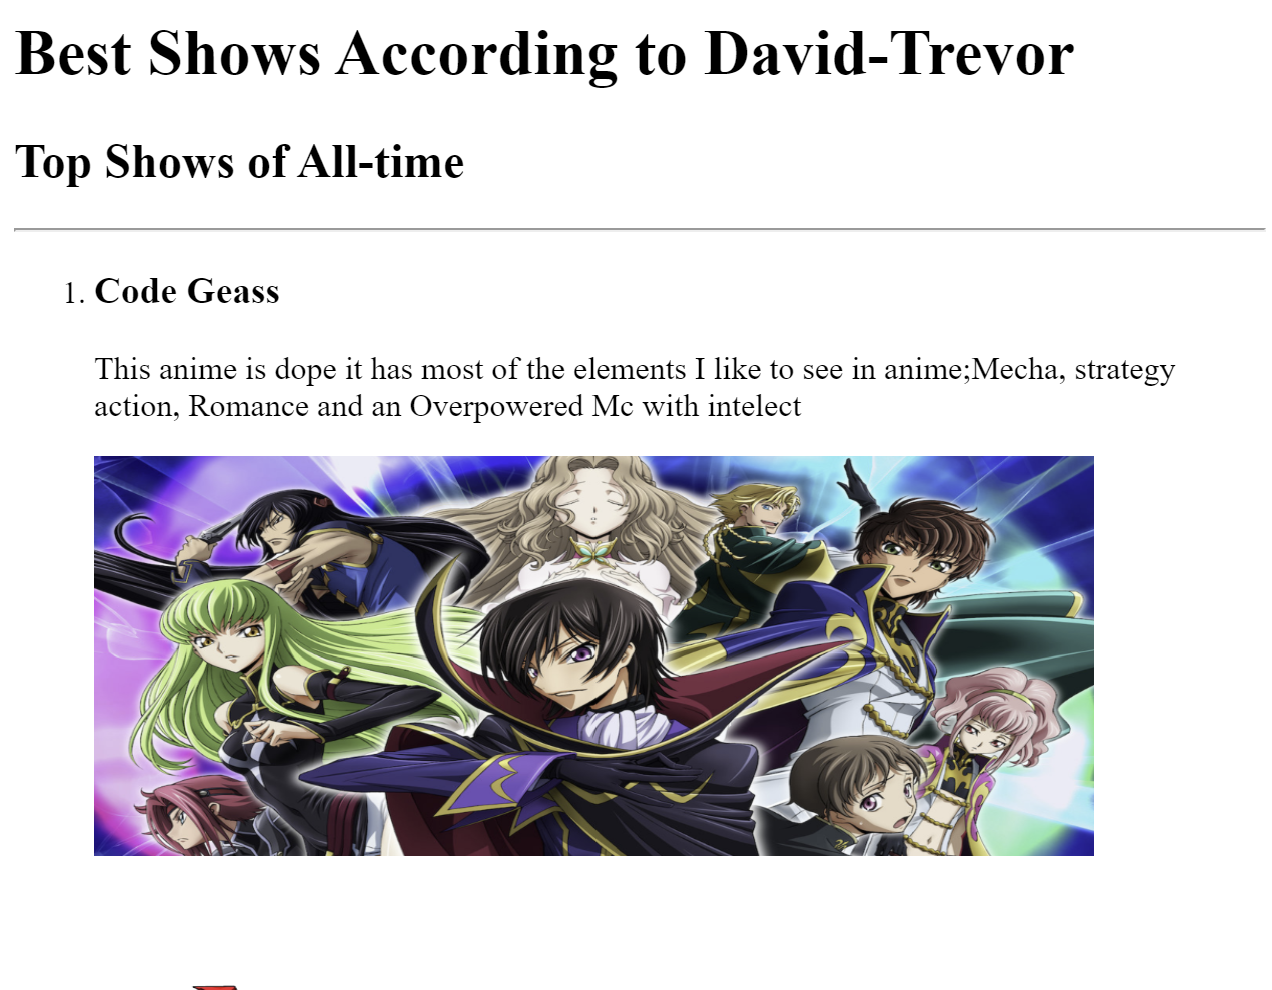 Best Shows According to David-Trevor
Top Shows of All-time
1. Code Geass
This anime is dope it has most of the elements I like to see in anime;Mecha, strategy
action, Romance and an Overpowered Mc with intelect